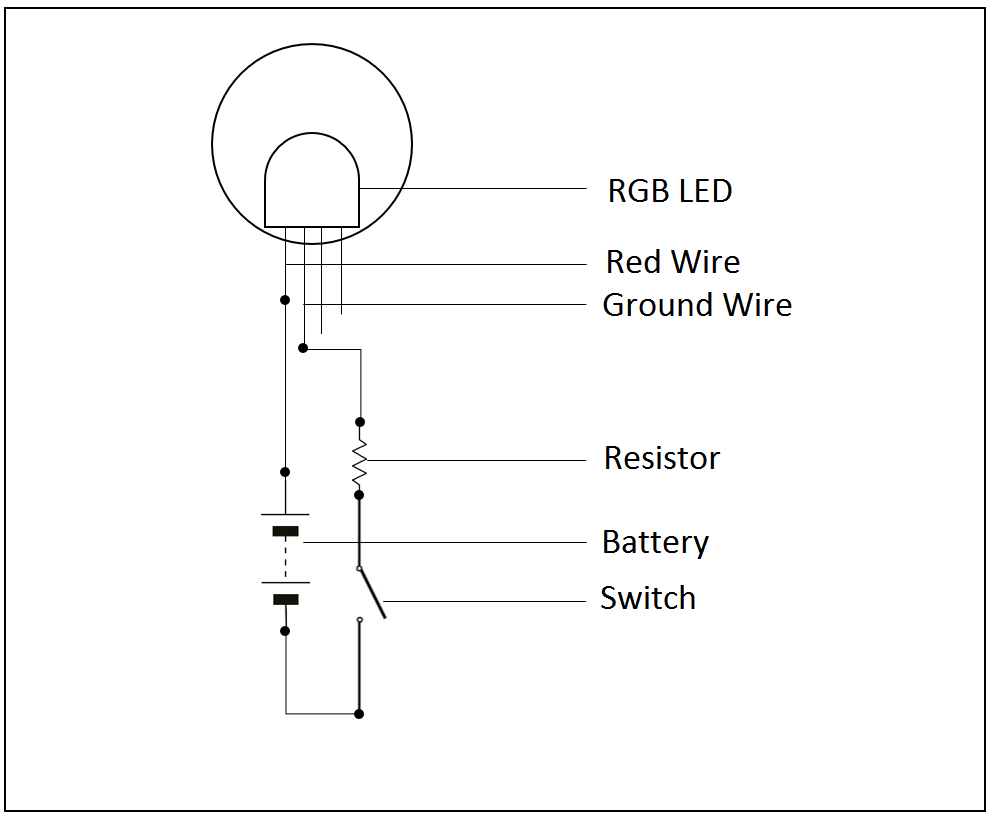 RGB LED
Red Wire
Ground Wire
Resistor
Battery
Switch